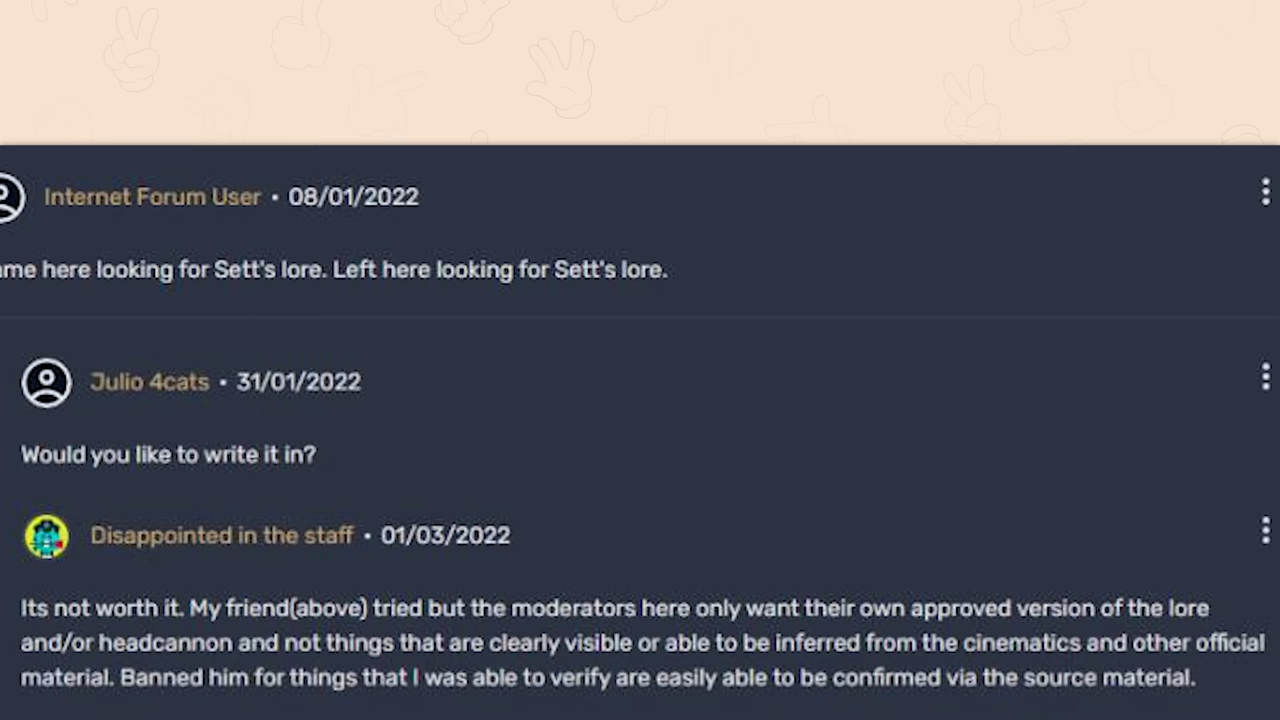 Internet Forum User • 08/01/2022
ame here looking for Sett's lore. Left here looking for Sett's lore.
Julio 4cats • 31/01/2022
Would you like to write it in?
Disappointed in the staff • 01/03/2022
Its not worth it. My friend(above) tried but the moderators here only want their own approved version of the lore
and/or headcannon and not things that are clearly visible or able to be inferred from the cinematics and other official
material. Banned him for things that I was able to verify are easily able to be confirmed via the source material.